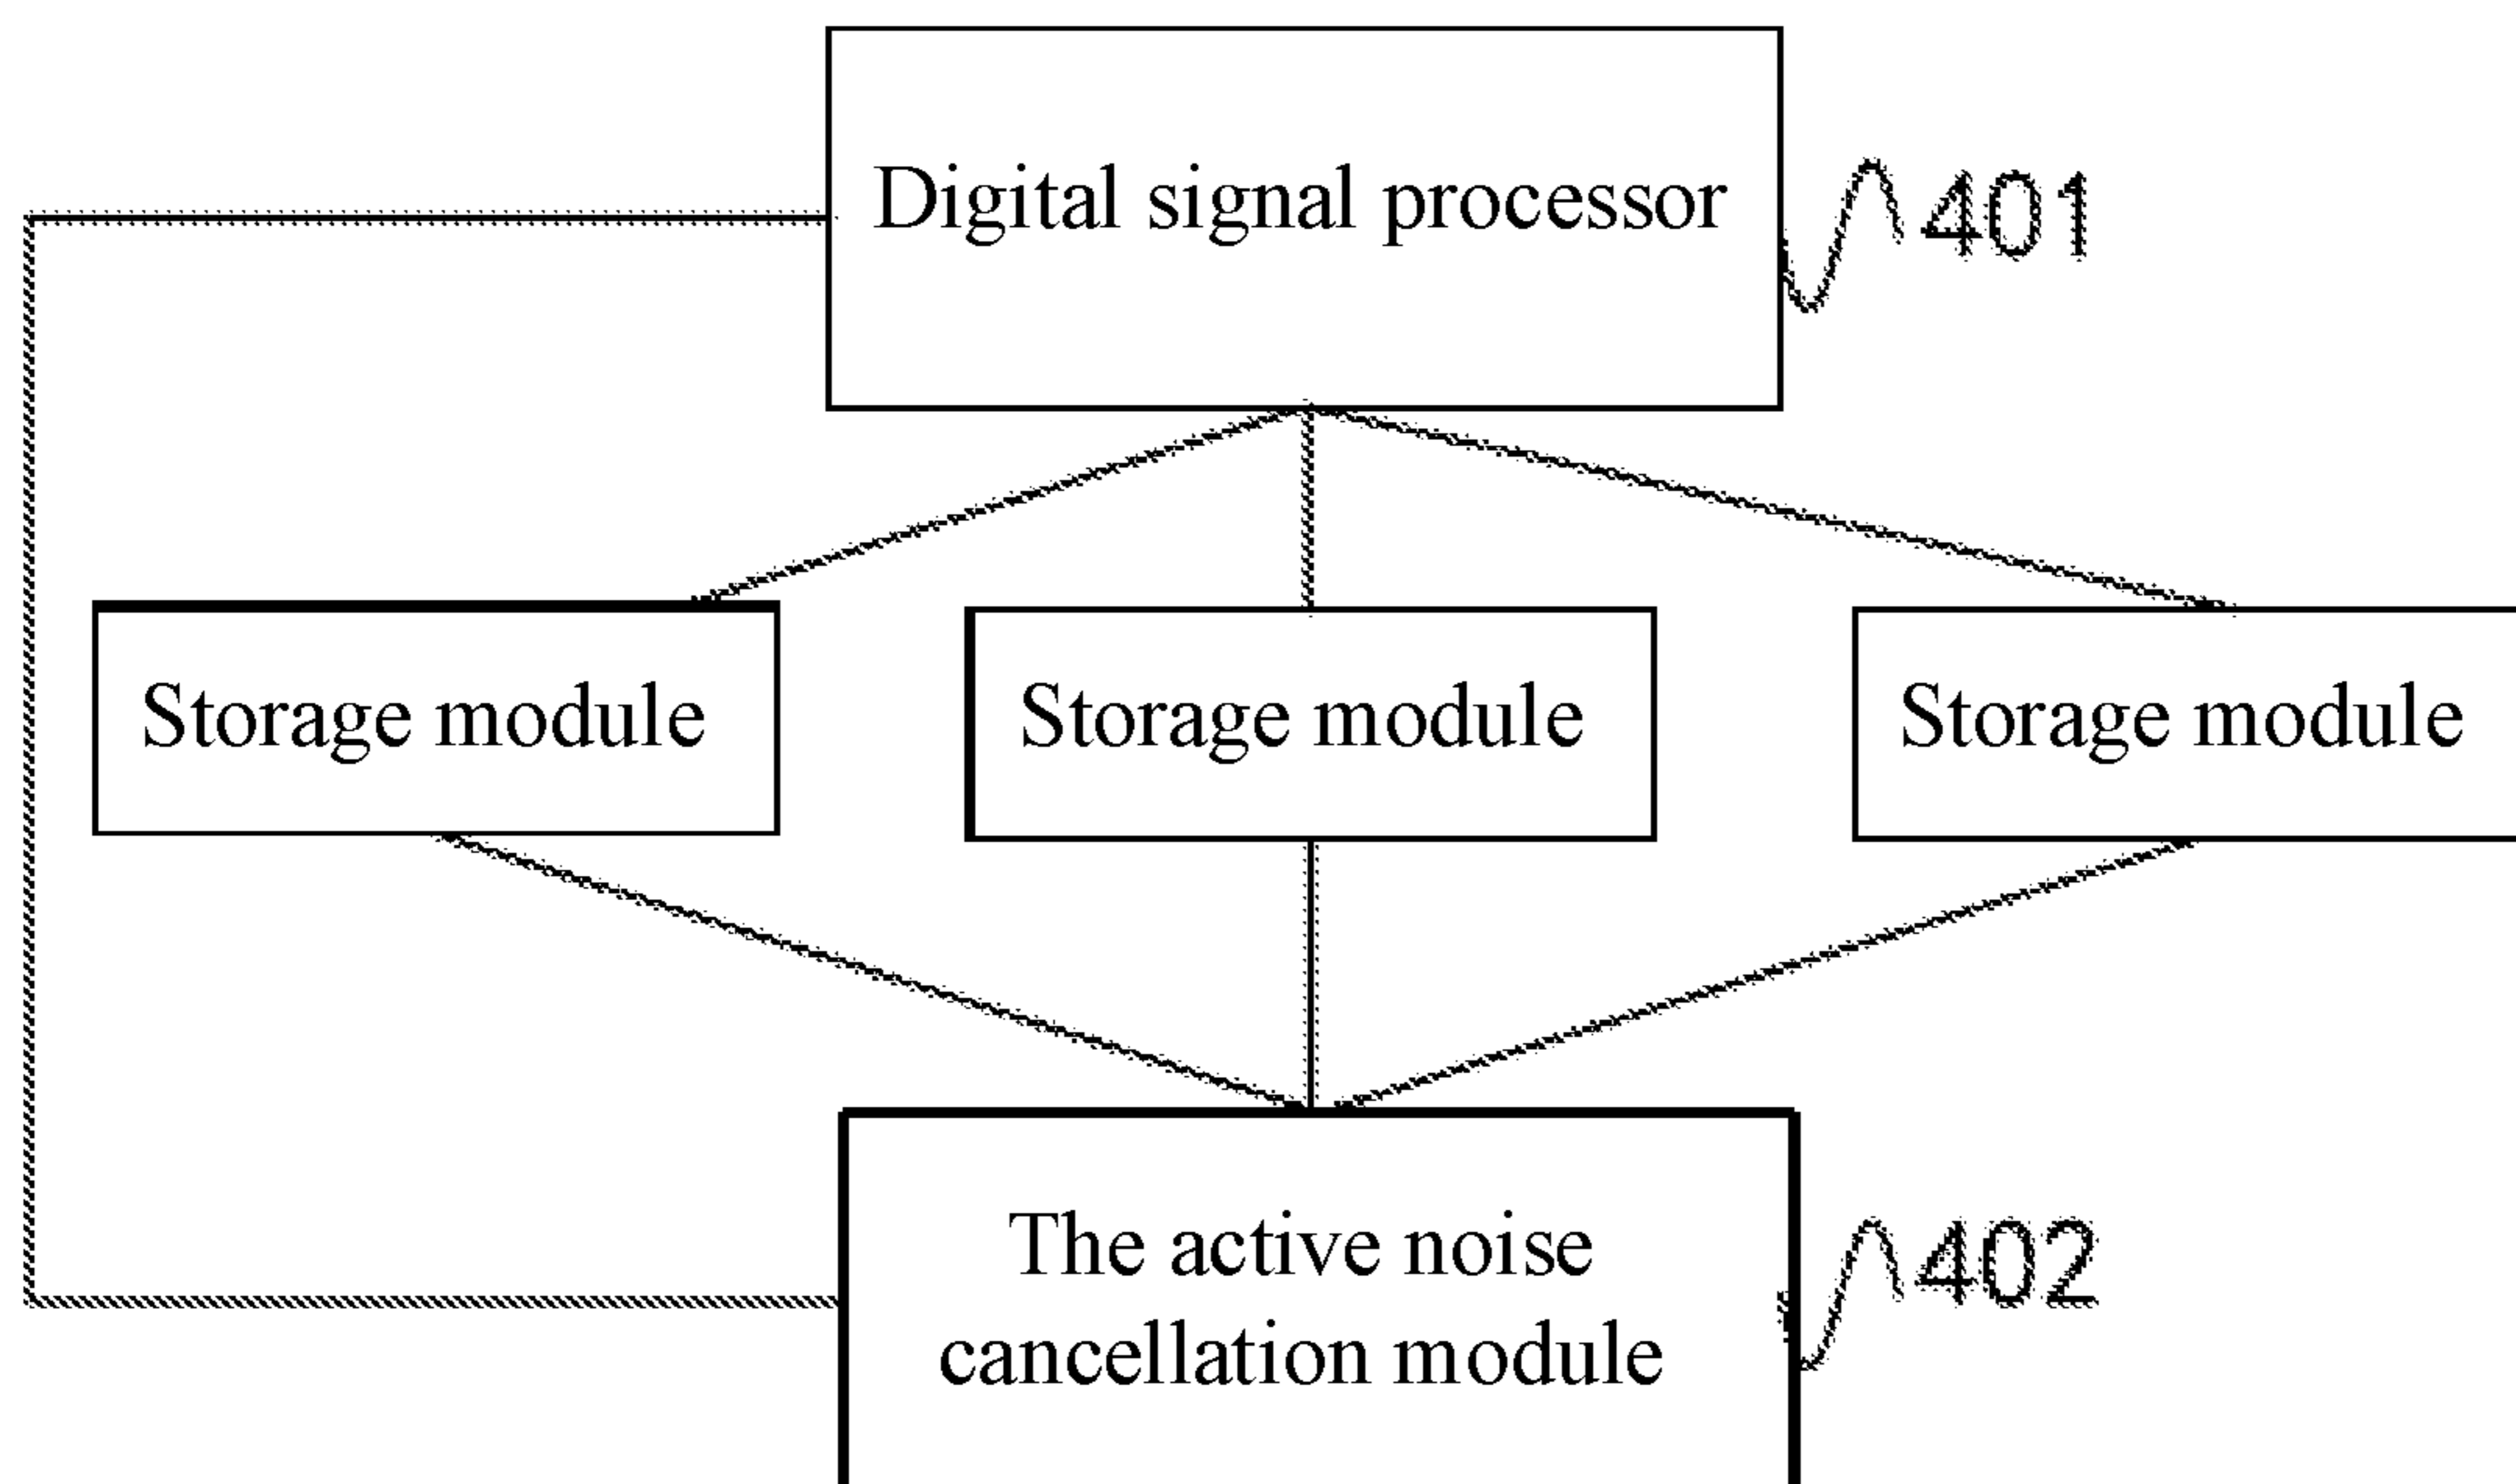 Digital signal processor
401
Storage module
Storage module
Storage module
The active noise
cancellation module
402